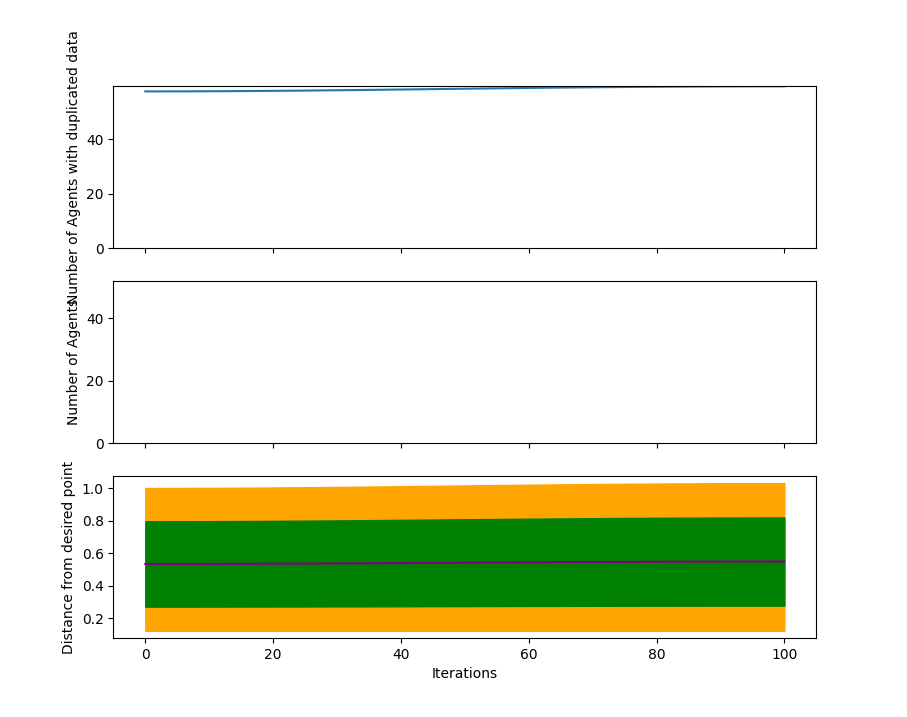 Number of Agents with duplicated data
40
20
0
Number of Agents
40
20
0
Distance from desired point
1.0
0.8
0.6
0.4
0.2
0 20 40 60 80 100
Iterations